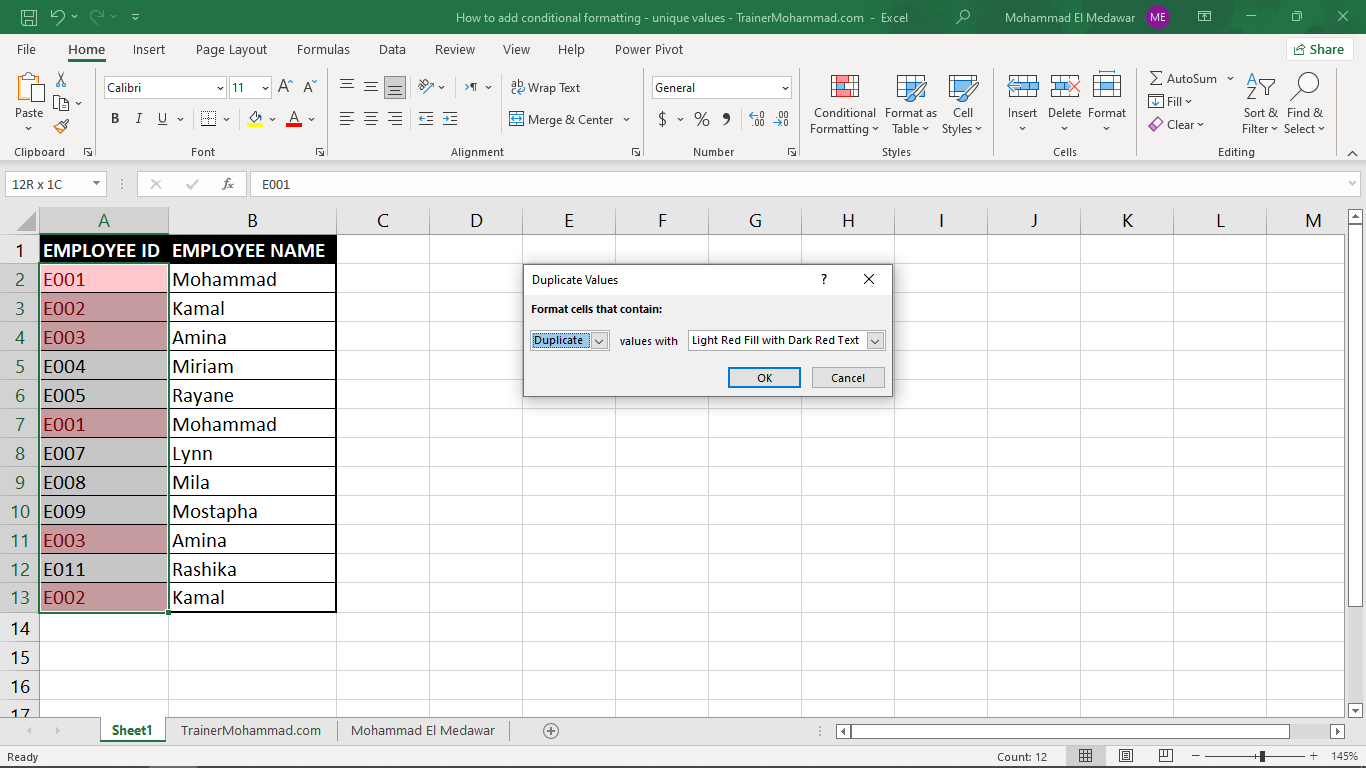 How to add conditional formatting - unique values - TrainerMohammad.com - Excel
Mohammad El Medawar
ME
File Home Insert Page Layout Formulas Data Review View Help Power Pivot
Share
Paste
Clipboard
Calibri 11
B I U A
Font
ab Wrap Text
Merge & Center
Alignment
General
$ % 9 .00
Number
Conditional Formatting
Format as Table
Cell Styles
Styles
Insert
Delete
Format
Cells
AutoSum
Fill
Clear
Sort & Filter
Find & Select
Editing
12R x 1C
fx
E001
A B C D E F G H I J K L M
1 EMPLOYEE ID EMPLOYEE NAME
2 E001 Mohammad
3 E002 Kamal
4 E003 Amina
5 E004 Miriam
6 E005 Rayane
7 E001 Mohammad
8 E007 Lynn
9 E008 Mila
10 E009 Mostapha
11 E003 Amina
12 E011 Rashika
13 E002 Kamal
14
15
16
17
Duplicate Values ?
Format cells that contain:
Duplicate values with Light Red Fill with Dark Red Text
OK Cancel
Sheet1 TrainerMohammad.com Mohammad El Medawar
Ready
Count: 12
145%